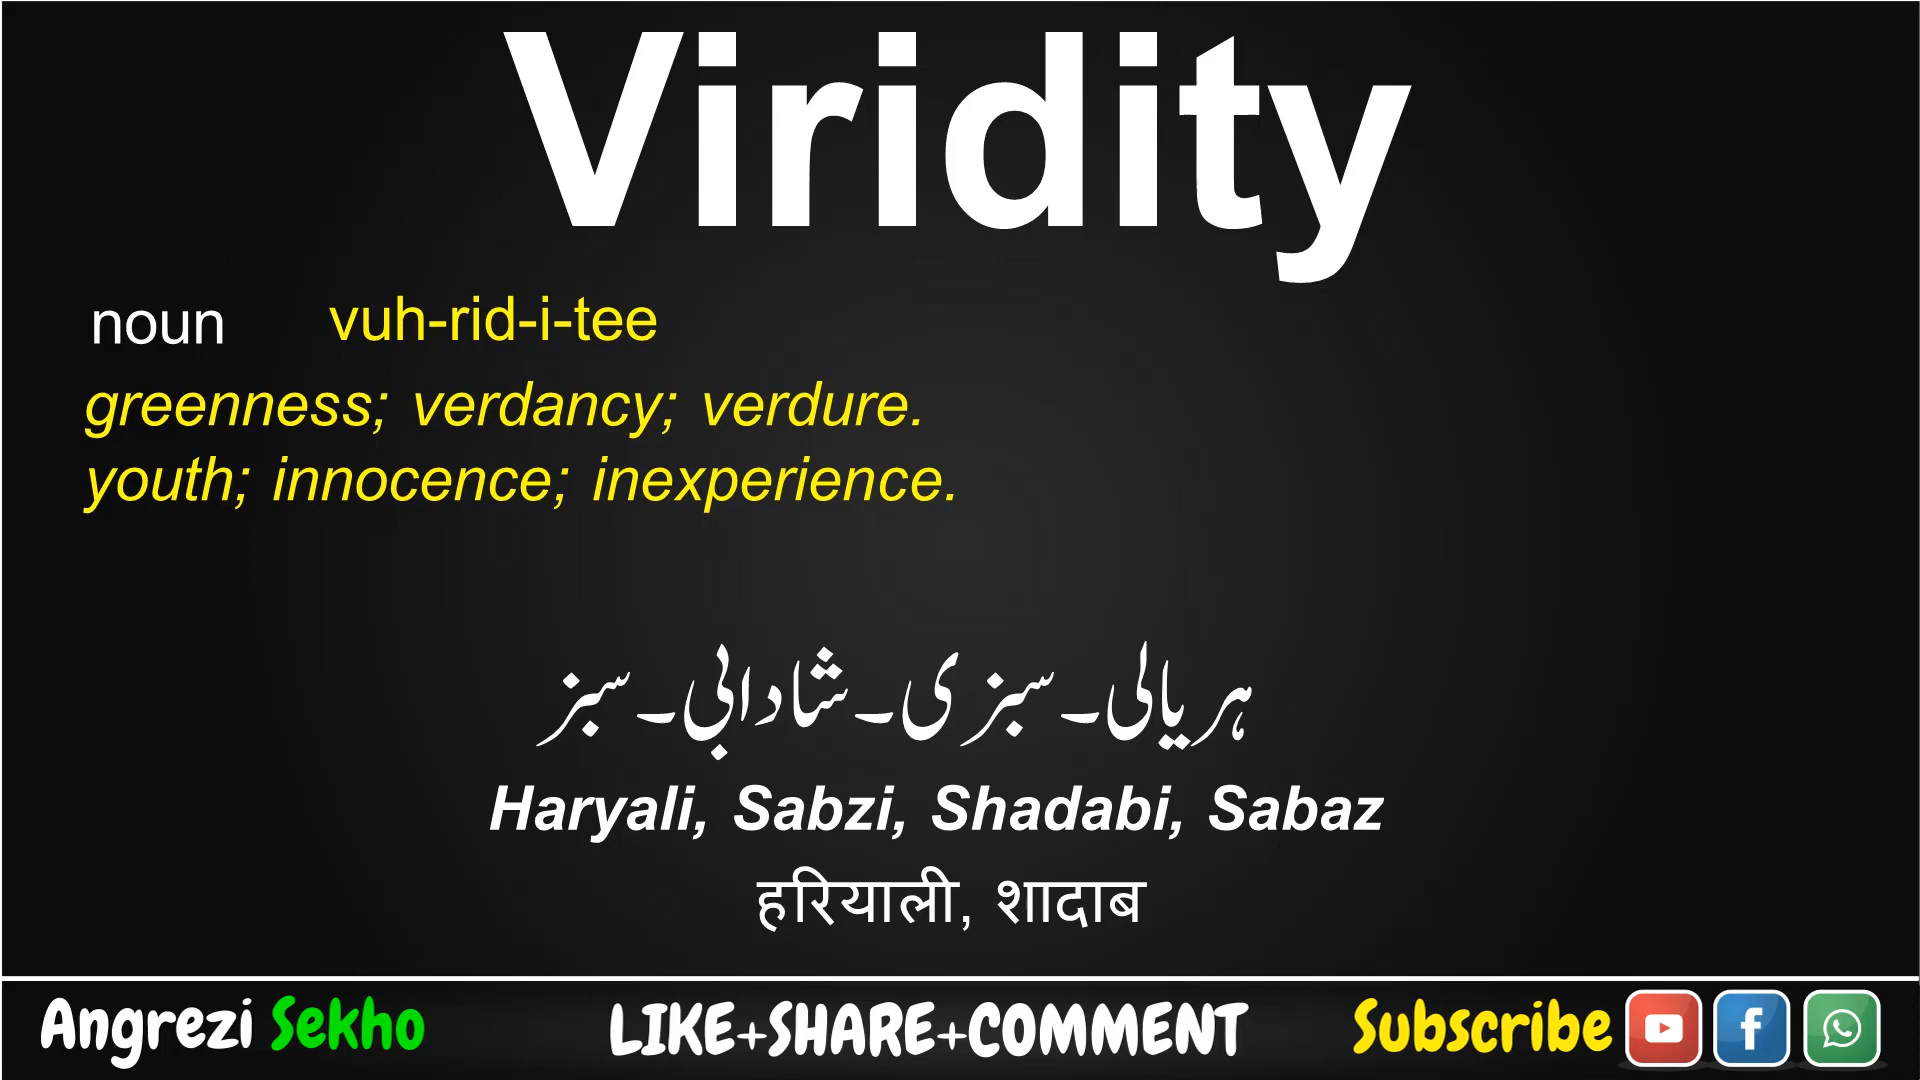 Viridity
noun vuh-rid-i-tee
greenness; verdancy; verdure.
youth; innocence; inexperience.
ہریالی۔سبزی۔شادابی۔سبز
Haryali, Sabzi, Shadabi, Sabaz
हरियाली, शादाब
Angrezi Sekho LIKE+SHARE+COMMENT Subscribe